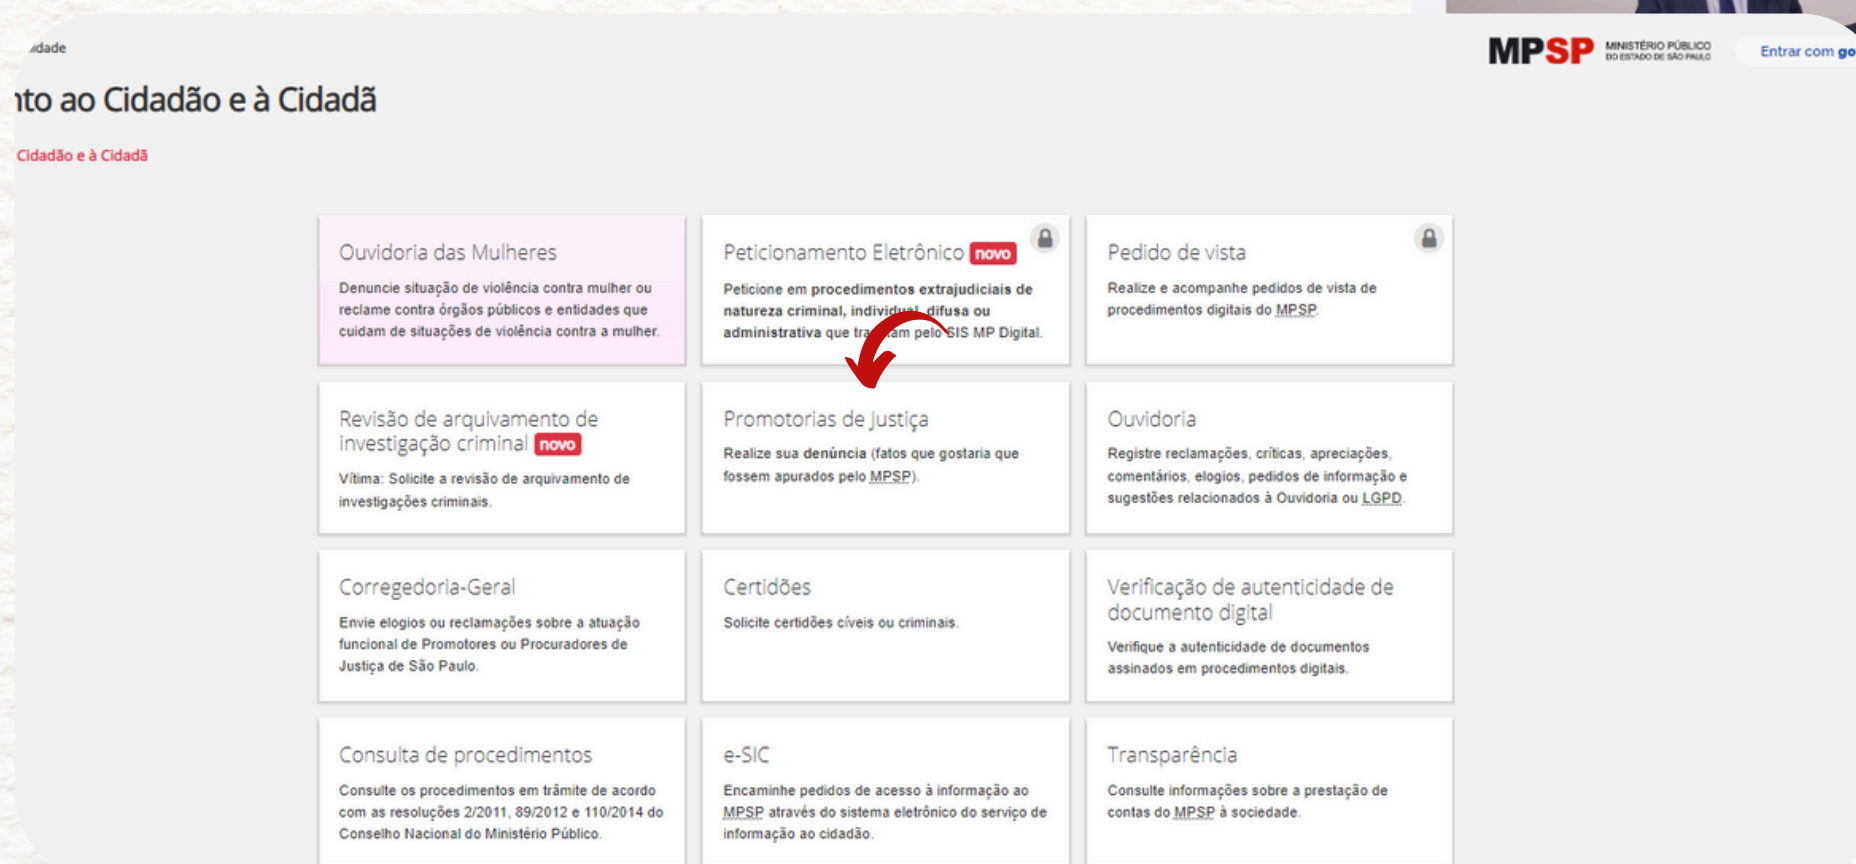 MPSP MINISTÉRIO PÚBLICO
DO ESTADO DE SÃO PAULO
Entrar com
ao Cidadão e à Cidadã
Cidadão e à Cidadã
Ouvidoria das Mulheres
Denuncie situação de violência contra mulher ou
reclame contra órgãos públicos e entidades que
cuidam de situações de violência contra a mulher.
Peticionamento Eletrônico novo
Peticione em procedimentos extrajudiciais de
natureza criminal, individual, difusa ou
administrativa que tramitam pelo SIS MP Digital.
Pedido de vista
Realize e acompanhe pedidos de vista de
procedimentos digitais do MPSP.
Revisão de arquivamento de
investigação criminal novo
Vítima: Solicite a revisão de arquivamento de
investigações criminais.
Promotorias de Justiça
Realize sua denúncia (fatos que gostaria que
fossem apurados pelo MPSP).
Ouvidoria
Registre reclamações, críticas, apreciações,
comentários, elogios, pedidos de informação e
sugestões relacionados à Ouvidoria ou LGPD.
Corregedoria-Geral
Envie elogios ou reclamações sobre a atuação
funcional de Promotores ou Procuradores de
Justiça de São Paulo.
Certidões
Solicite certidões cíveis ou criminais.
Verificação de autenticidade de
documento digital
Verifique a autenticidade de documentos
assinados em procedimentos digitais.
Consulta de procedimentos
Consulte os procedimentos em trâmite de acordo
com as resoluções 2/2011, 89/2012 e 110/2014 do
Conselho Nacional do Ministério Público.
e-SIC
Encaminhe pedidos de acesso à informação ao
MPSP através do sistema eletrônico do serviço de
informação ao cidadão.
Transparência
Consulte informações sobre a prestação de
contas do MPSP à sociedade.